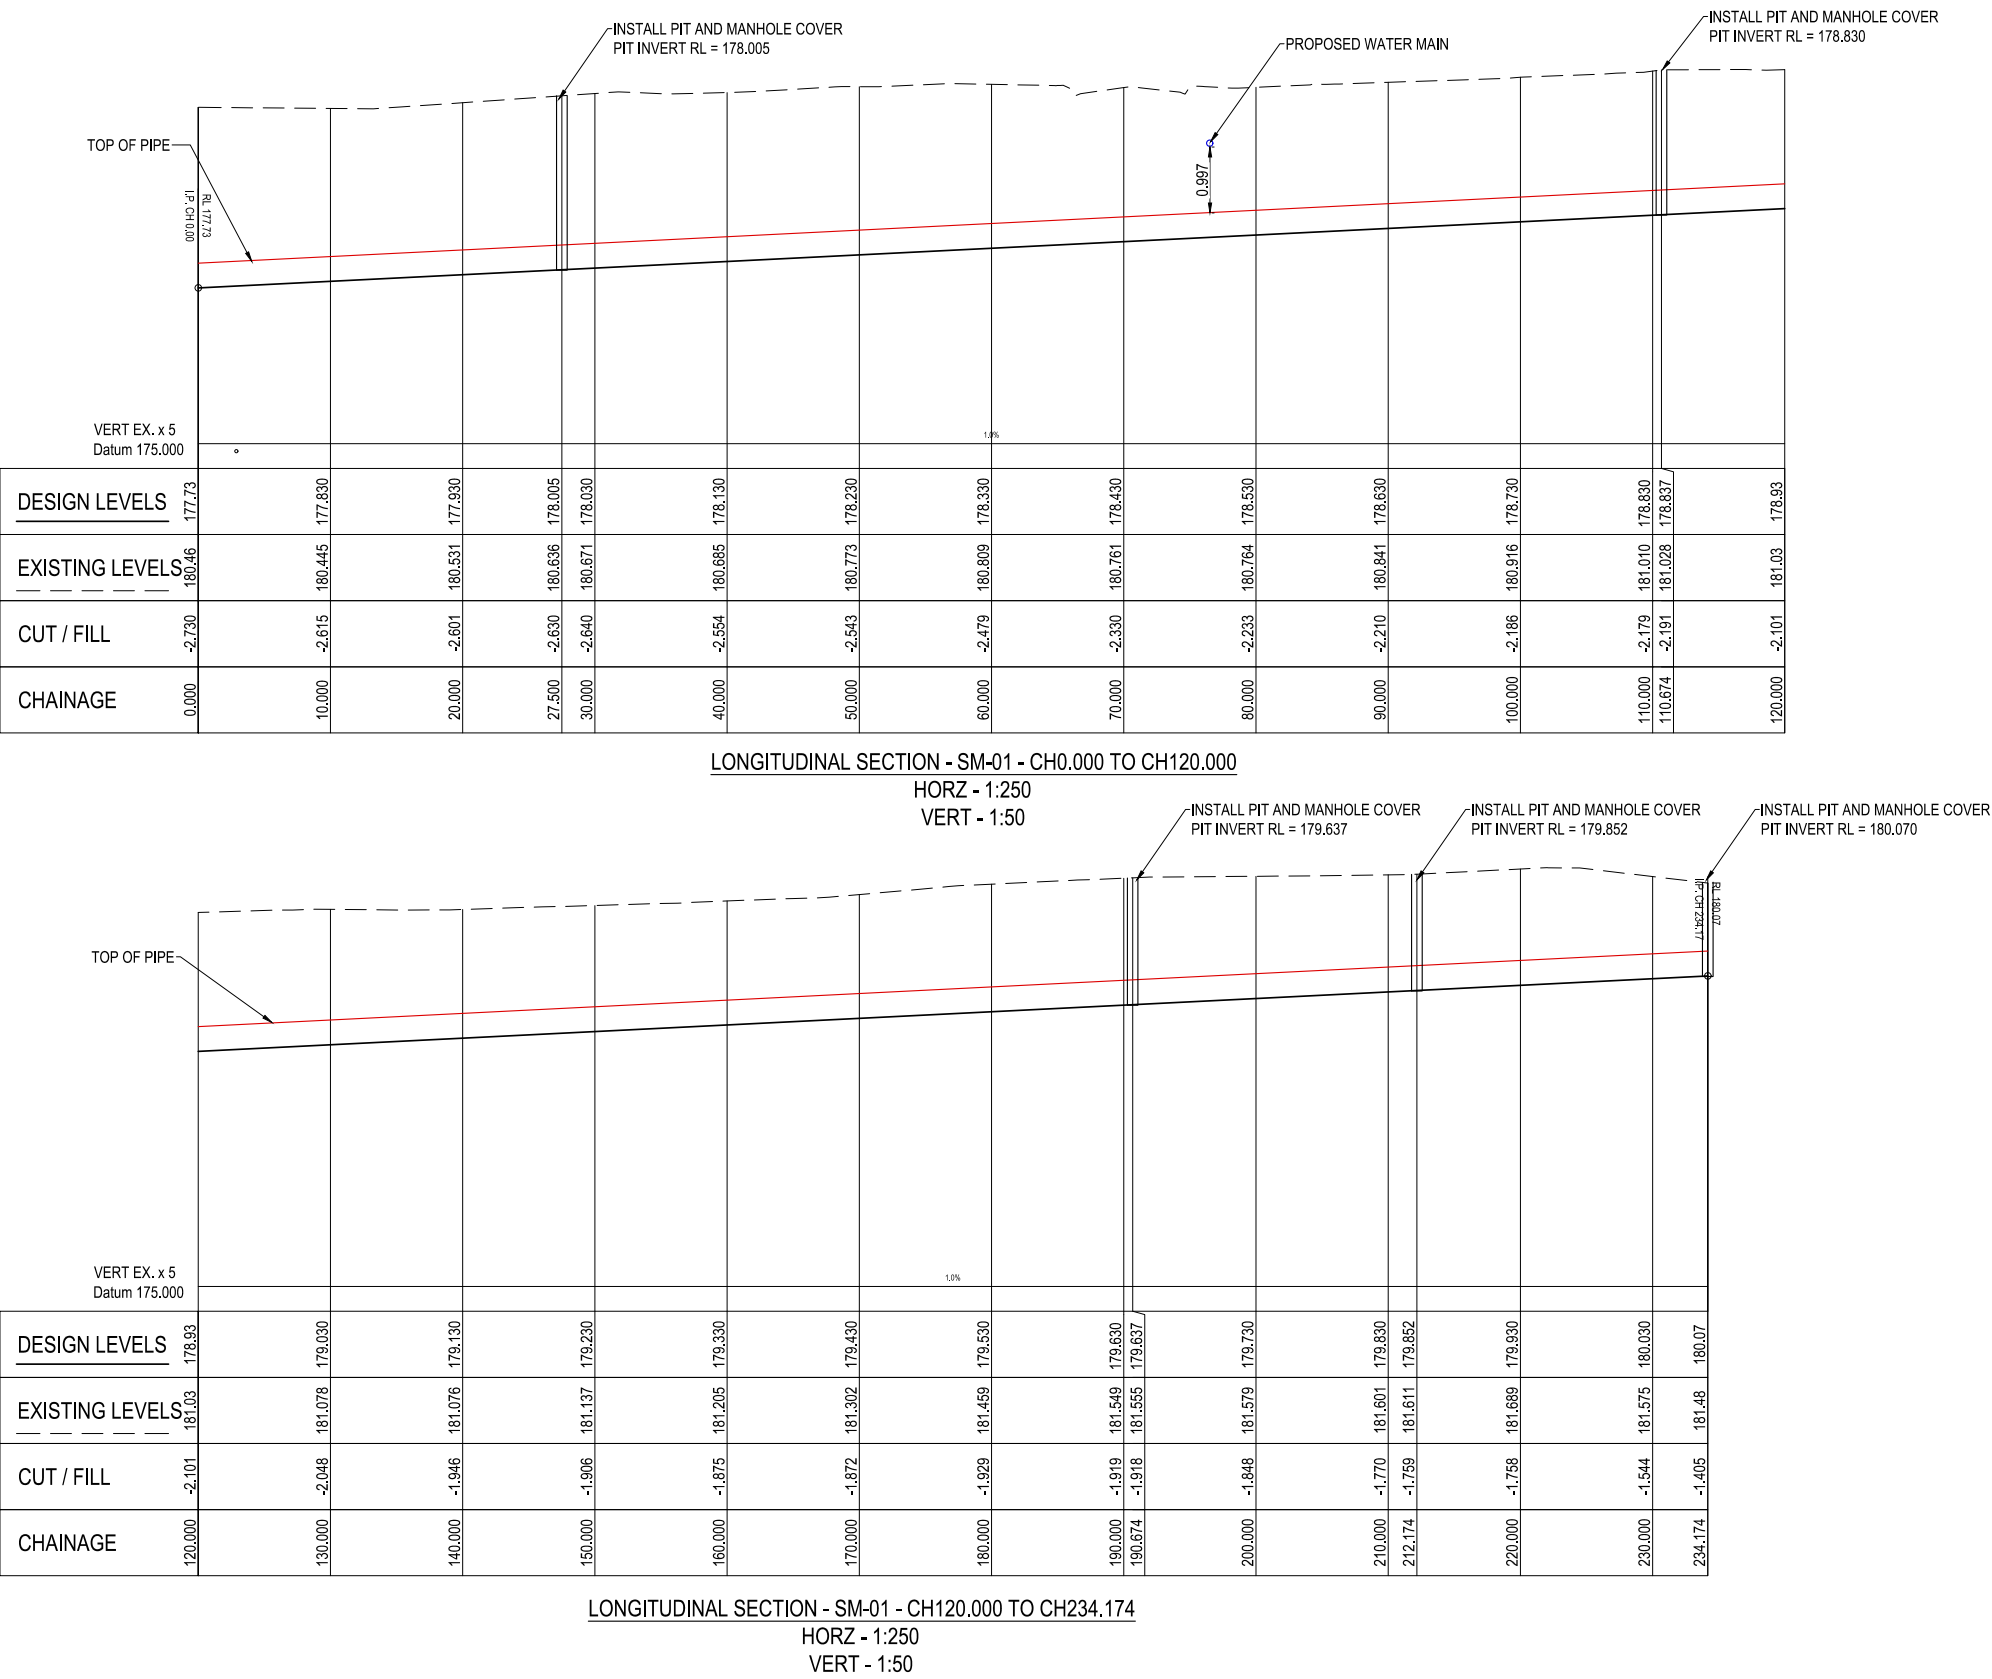 INSTALL PIT AND MANHOLE COVER
PIT INVERT RL = 178.005
PROPOSED WATER MAIN
INSTALL PIT AND MANHOLE COVER
PIT INVERT RL = 178.830
TOP OF PIPE
RL 177.73
I.P. CH 0.00
0.997
VERT EX. x 5
Datum 175.000
1.0%
DESIGN LEVELS 177.73 177.830 177.930 178.005 178.030 178.130 178.230 178.330 178.430 178.530 178.630 178.730 178.830 178.837 178.93
EXISTING LEVELS 180.46 180.445 180.531 180.636 180.671 180.685 180.773 180.809 180.761 180.764 180.841 180.916 181.010 181.028 181.03
CUT / FILL -2.730 -2.615 -2.601 -2.630 -2.640 -2.554 -2.543 -2.479 -2.330 -2.233 -2.210 -2.186 -2.179 -2.191 -2.101
CHAINAGE 0.000 10.000 20.000 27.500 30.000 40.000 50.000 60.000 70.000 80.000 90.000 100.000 110.000 110.674 120.000
LONGITUDINAL SECTION - SM-01 - CH0.000 TO CH120.000
HORZ - 1:250
VERT - 1:50
INSTALL PIT AND MANHOLE COVER
PIT INVERT RL = 179.637
INSTALL PIT AND MANHOLE COVER
PIT INVERT RL = 179.852
INSTALL PIT AND MANHOLE COVER
PIT INVERT RL = 180.070
RL 180.07
I.P. CH 234.17
TOP OF PIPE
VERT EX. x 5
Datum 175.000
1.0%
DESIGN LEVELS 178.93 179.030 179.130 179.230 179.330 179.430 179.530 179.630 179.637 179.730 179.830 179.852 179.930 180.030 180.07
EXISTING LEVELS 181.03 181.078 181.076 181.137 181.205 181.302 181.459 181.549 181.555 181.579 181.601 181.611 181.689 181.575 181.48
CUT / FILL -2.101 -2.048 -1.946 -1.906 -1.875 -1.872 -1.929 -1.919 -1.918 -1.848 -1.770 -1.759 -1.758 -1.544 -1.405
CHAINAGE 120.000 130.000 140.000 150.000 160.000 170.000 180.000 190.000 190.674 200.000 210.000 212.174 220.000 230.000 234.174
LONGITUDINAL SECTION - SM-01 - CH120.000 TO CH234.174
HORZ - 1:250
VERT - 1:50